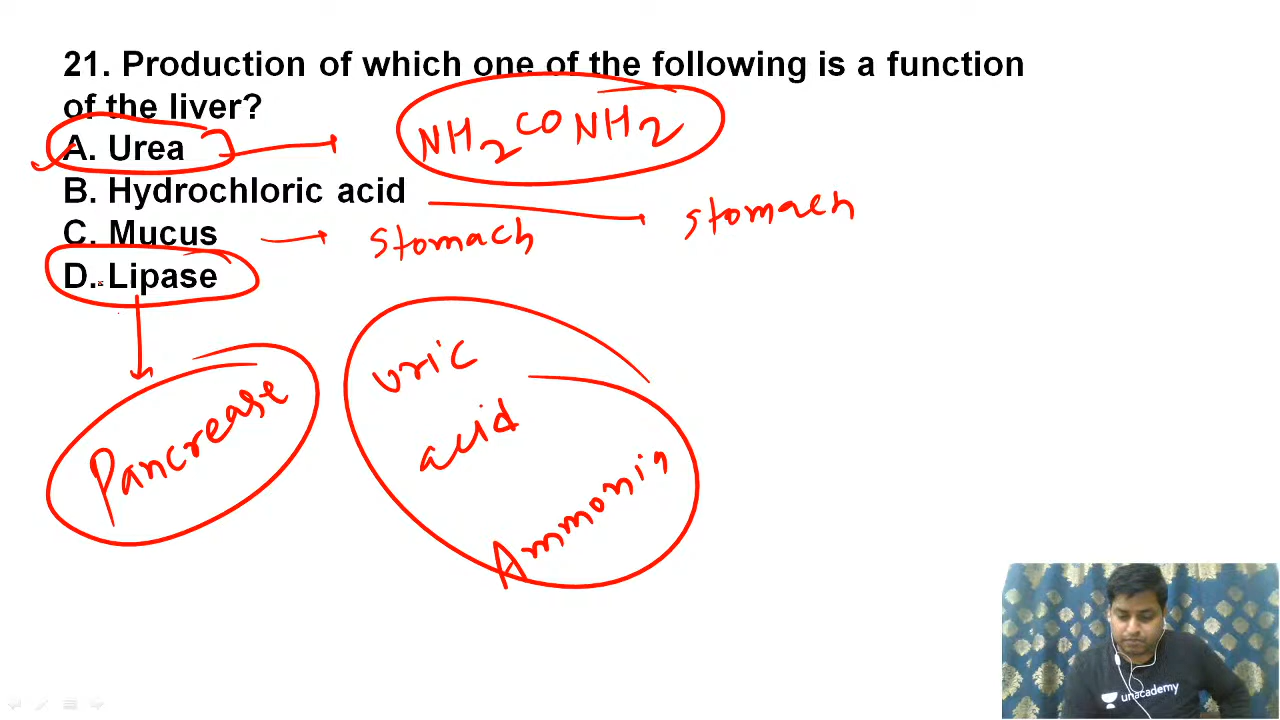 21. Production of which one of the following is a function
of the liver?
A. Urea
NH2CONH2
B. Hydrochloric acid
stomach
C. Mucus
Stomach
D. Lipase
Pancrease
uric
acid
Ammonia
unacademy